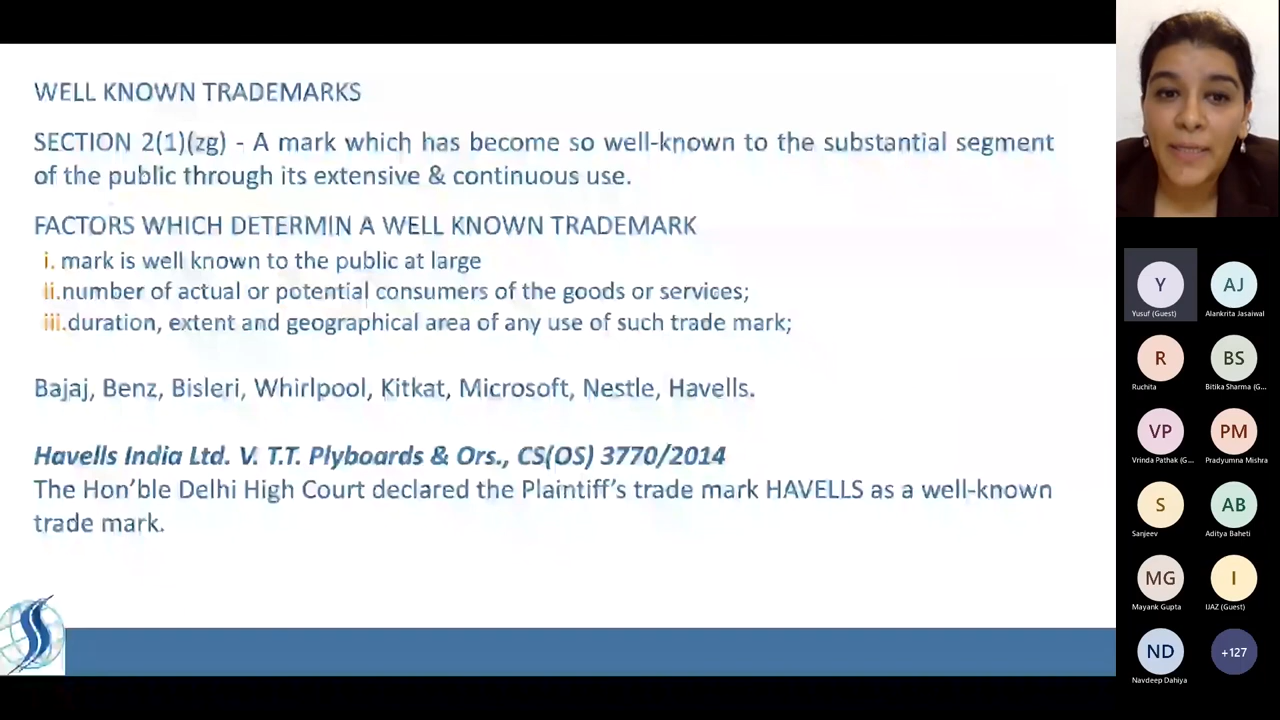 WELL KNOWN TRADEMARKS
SECTION 2(1)(zg) - A mark which has become so well-known to the substantial segment
of the public through its extensive & continuous use.
FACTORS WHICH DETERMIN A WELL KNOWN TRADEMARK
i. mark is well known to the public at large
ii.number of actual or potential consumers of the goods or services;
iii.duration, extent and geographical area of any use of such trade mark;
Bajaj, Benz, Bisleri, Whirlpool, Kitkat, Microsoft, Nestle, Havells.
Havells India Ltd. V. T.T. Plyboards & Ors., CS(OS) 3770/2014
The Hon’ble Delhi High Court declared the Plaintiff’s trade mark HAVELLS as a well-known
trade mark.
Y
AJ
Yusuf (Guest)
Alankrita Jasaiwal
R
BS
Ruchita
Bitika Sharma (G...
VP
PM
Vrinda Pathak (G...
Pradyumna Mishra
S
AB
Sanjeev
Aditya Baheti
MG
I
Mayank Gupta
IJAZ (Guest)
ND
+127
Navdeep Dahiya